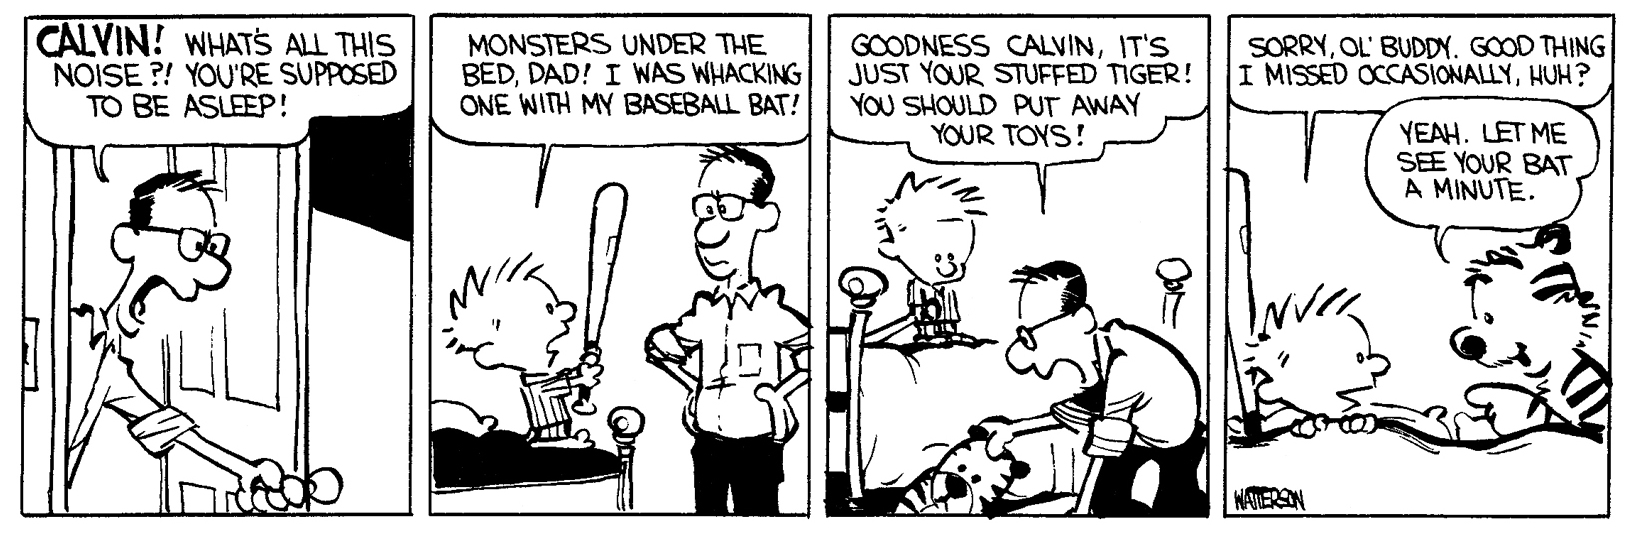 CALVIN! WHAT'S ALL THIS
NOISE?! YOU'RE SUPPOSED
TO BE ASLEEP!
MONSTERS UNDER THE
BED, DAD! I WAS WHACKING
ONE WITH MY BASEBALL BAT!
GOODNESS CALVIN, IT'S
JUST YOUR STUFFED TIGER!
YOU SHOULD PUT AWAY
YOUR TOYS!
SORRY, OL' BUDDY. GOOD THING
I MISSED OCCASIONALLY, HUH?
YEAH. LET ME
SEE YOUR BAT
A MINUTE.
WATTERSON